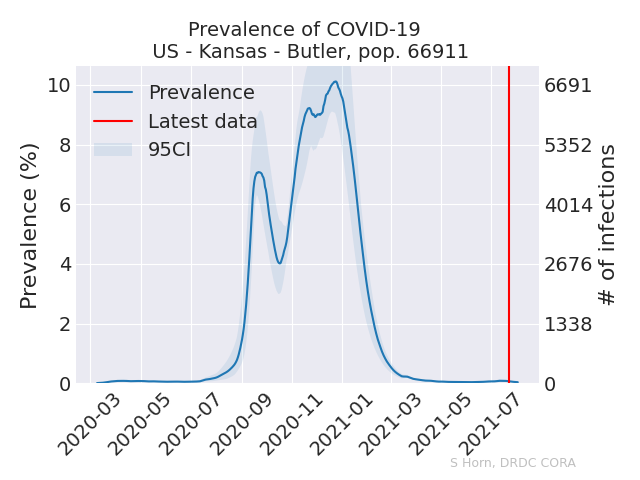 Prevalence of COVID-19
US - Kansas - Butler, pop. 66911
Prevalence
Latest data
95CI
Prevalence (%)
10
8
6
4
2
0
6691
5352
4014
2676
1338
0
# of infections
2020-03
2020-05
2020-07
2020-09
2020-11
2021-01
2021-03
2021-05
2021-07
S Horn, DRDC CORA